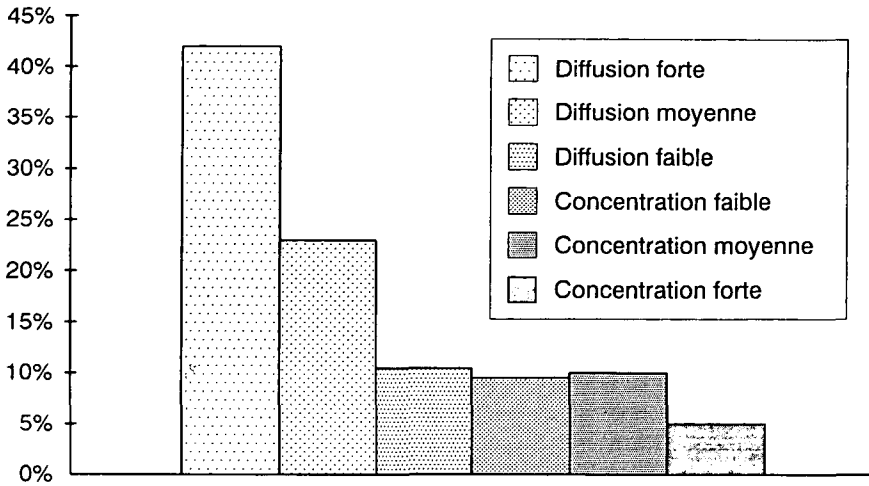 45%
40%
35%
30%
25%
20%
15%
10%
5%
0%
Diffusion forte
Diffusion moyenne
Diffusion faible
Concentration faible
Concentration moyenne
Concentration forte